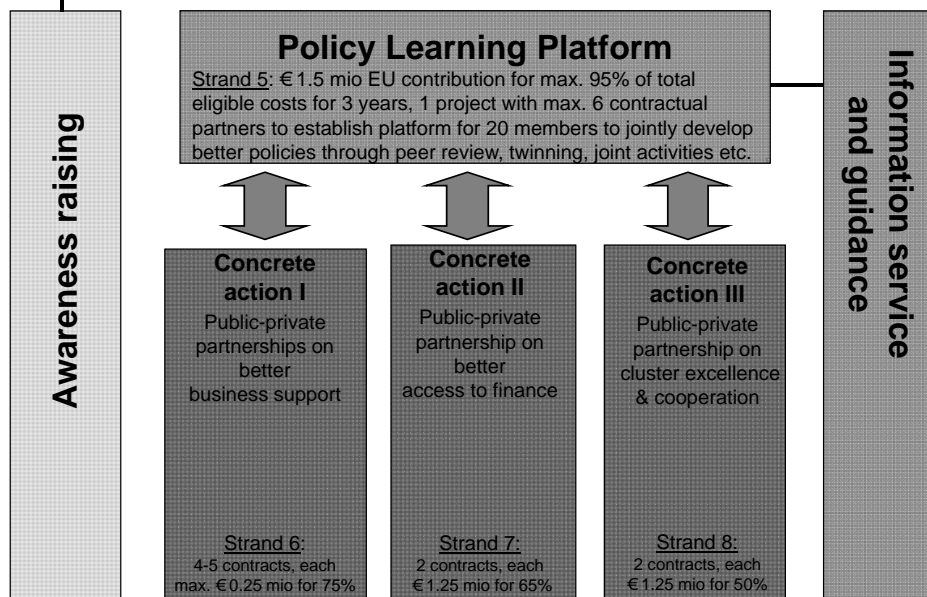 Awareness raising
Policy Learning Platform
Strand 5: € 1.5 mio EU contribution for max. 95% of total
eligible costs for 3 years, 1 project with max. 6 contractual
partners to establish platform for 20 members to jointly develop
better policies through peer review, twinning, joint activities etc.
Concrete
action I
Public-private
partnerships on
better
business support
Strand 6:
4-5 contracts, each
max. € 0.25 mio for 75%
Concrete
action II
Public-private
partnership on
better
access to finance
Strand 7:
2 contracts, each
€ 1.25 mio for 65%
Concrete
action III
Public-private
partnership on
cluster excellence
& cooperation
Strand 8:
2 contracts, each
€ 1.25 mio for 50%
Information service
and guidance